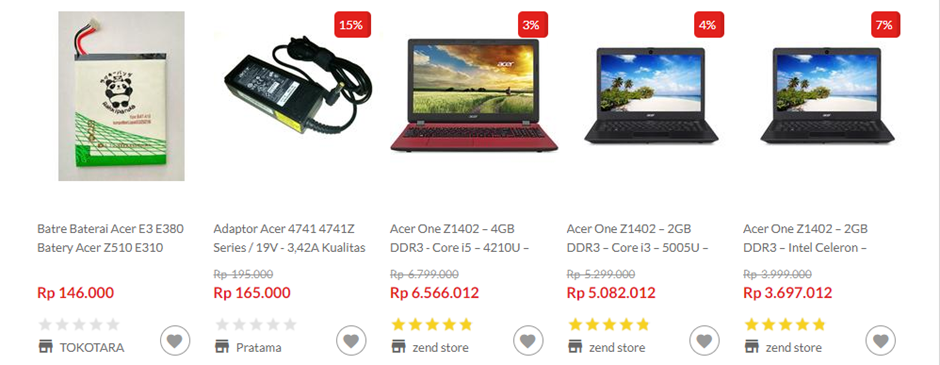 15%
3%
4%
7%
acer
Batre Baterai Acer E3 E380
Batery Acer Z510 E310
Rp 146.000
TOKOTARA
Adaptor Acer 4741 4741Z
Series / 19V - 3,42A Kualitas
Rp 195.000
Rp 165.000
Pratama
Acer One Z1402 – 4GB
DDR3 - Core i5 – 4210U –
Rp 6.799.000
Rp 6.566.012
zend store
Acer One Z1402 – 2GB
DDR3 – Core i3 – 5005U –
Rp 5.299.000
Rp 5.082.012
zend store
Acer One Z1402 – 2GB
DDR3 – Intel Celeron –
Rp 3.999.000
Rp 3.697.012
zend store